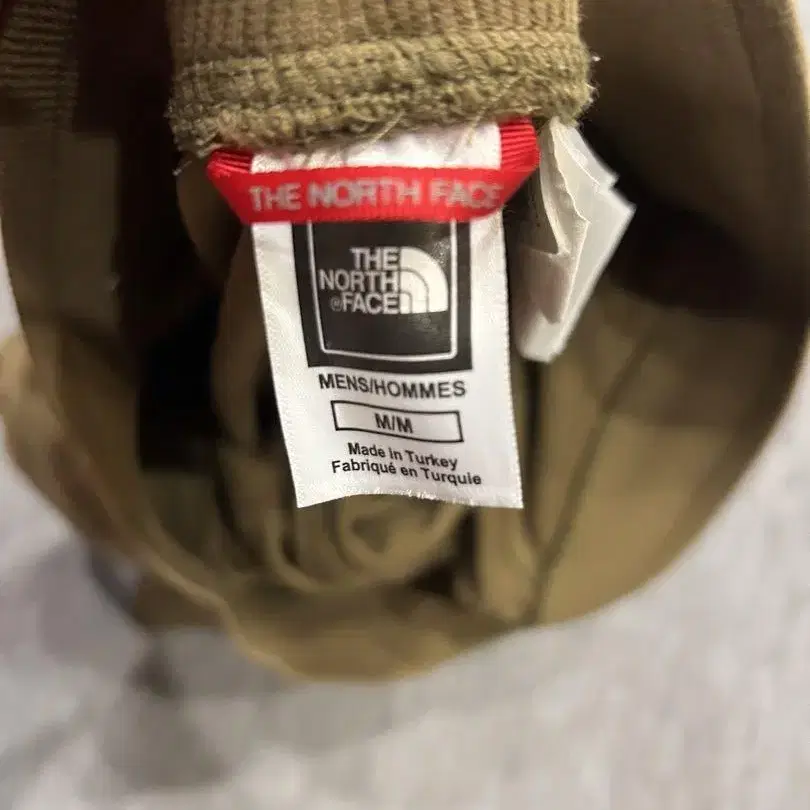 THE NORTH FACE
THE
NORTH
®FACE
MENS/HOMMES
M/M
Made in Turkey
Fabriqué en Turquie